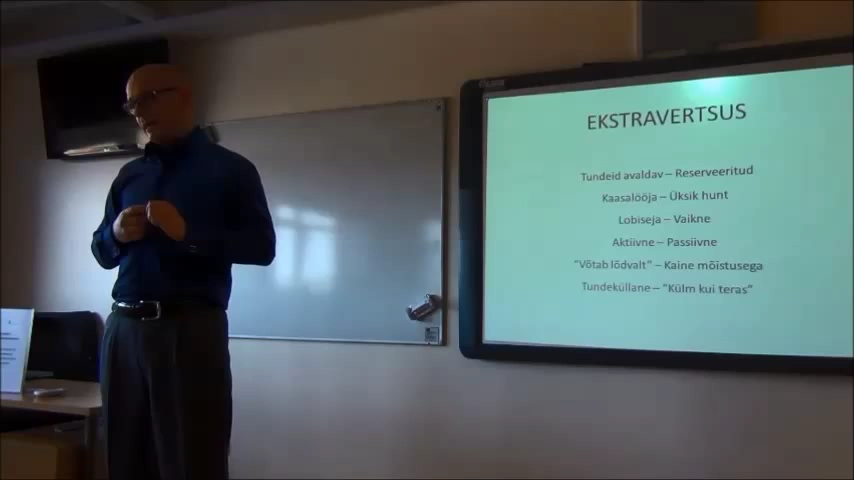 EKSTRAVERTSUS
Tundeid avaldav – Reserveeritud
Kaasalööja – Üksik hunt
Lobiseja – Vaikne
Aktiivne – Passiivne
"Võtab lõdvalt" – Kaine mõistusega
Tundeküllane – "Külm kui teras"